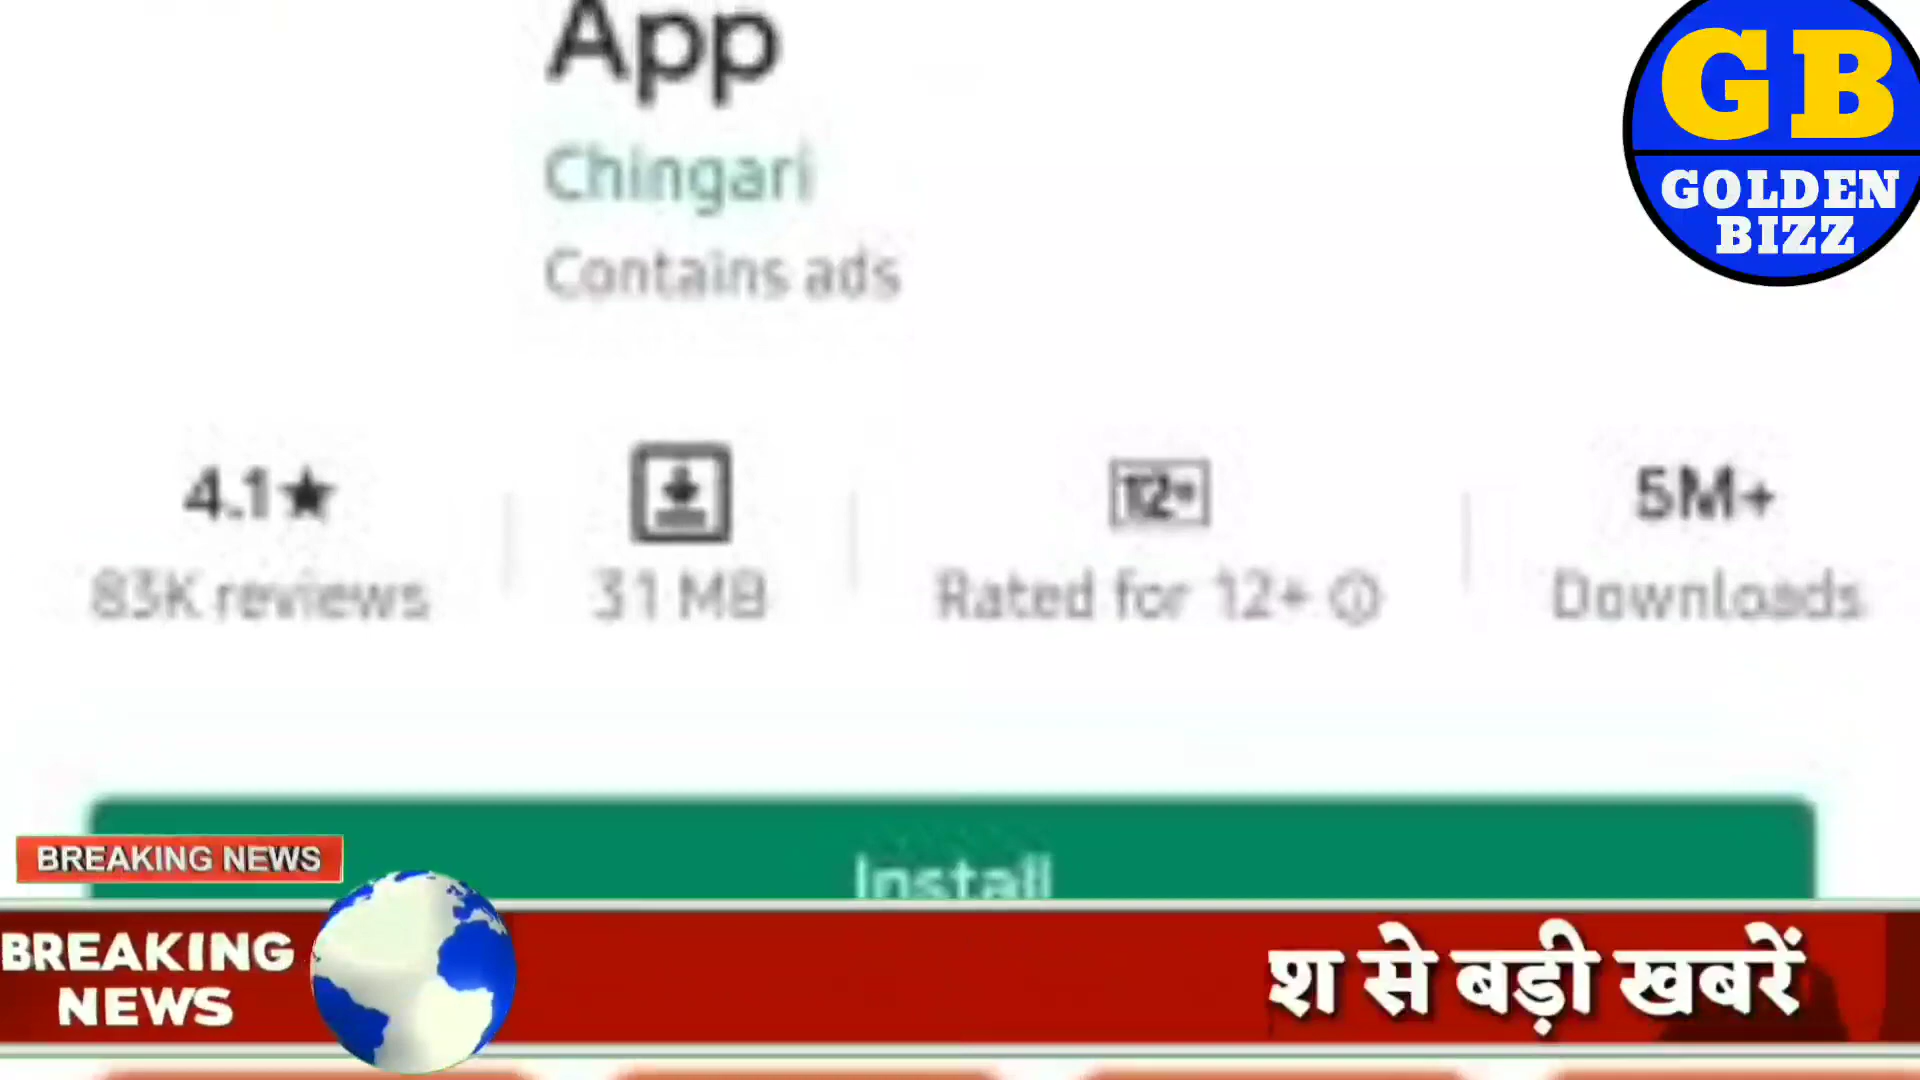 App
GB
GOLDEN
BIZZ
Chingari
Contains ads
4.1★
83K reviews
31 MB
12+
Rated for 12+
5M+
Downloads
Install
BREAKING NEWS
BREAKING
NEWS
श से बड़ी खबरें